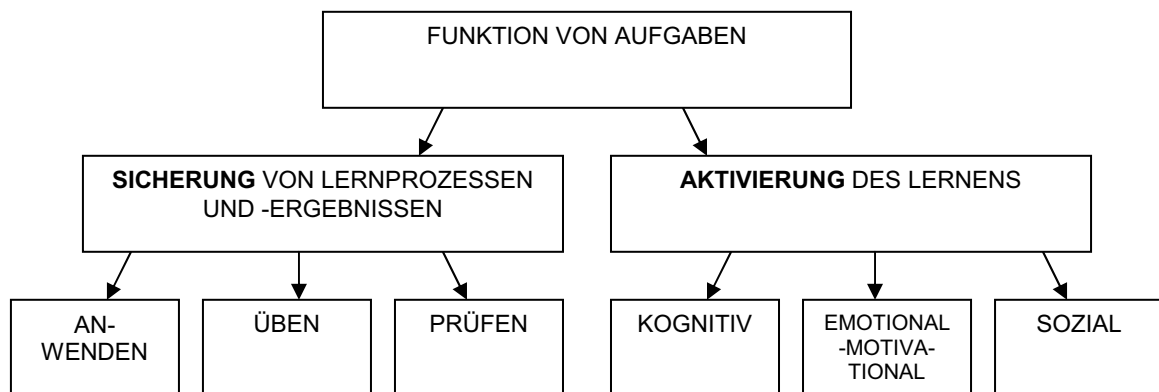 FUNKTION VON AUFGABEN
SICHERUNG VON LERNPROZESSEN
UND -ERGEBNISSEN
AKTIVIERUNG DES LERNENS
AN-
WENDEN
ÜBEN
PRÜFEN
KOGNITIV
EMOTIONAL
-MOTIVA-
TIONAL
SOZIAL